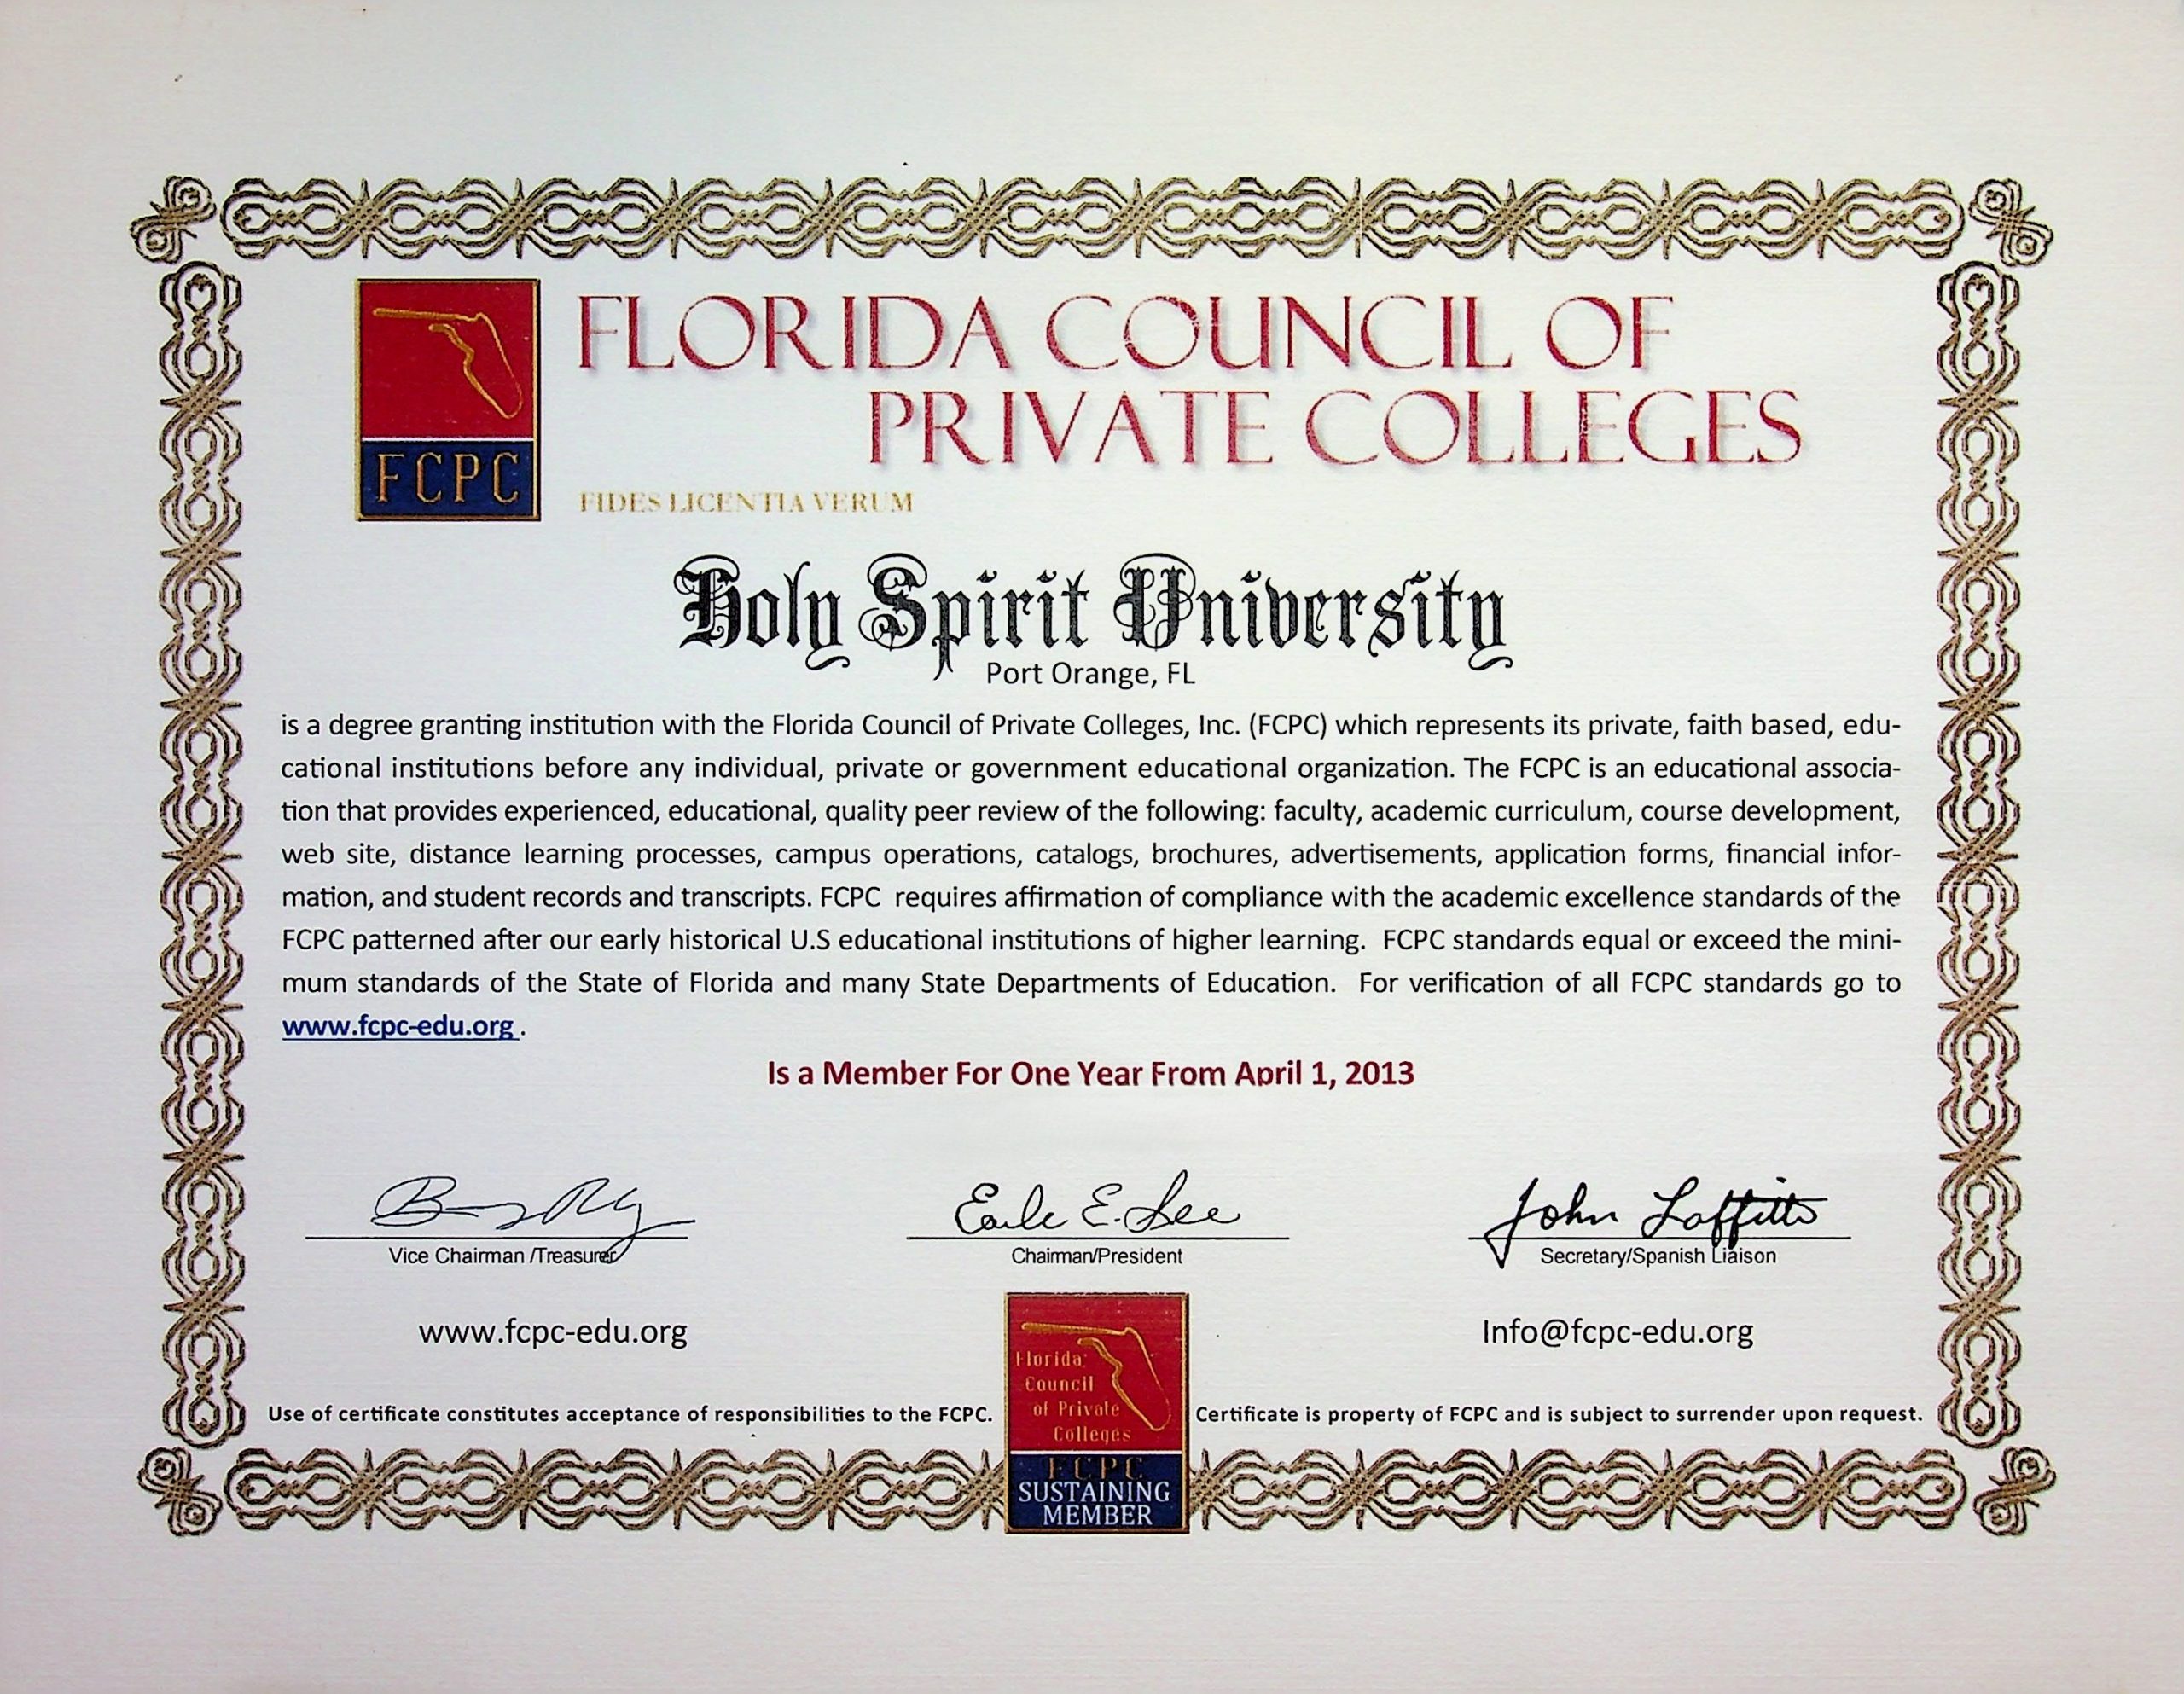 FLORIDA COUNCIL OF
PRIVATE COLLEGES
FCPC
FIDES LICENTIA VERUM
Holy Spirit University
Port Orange, FL
is a degree granting institution with the Florida Council of Private Colleges, Inc. (FCPC) which represents its private, faith based, edu-
cational institutions before any individual, private or government educational organization. The FCPC is an educational associa-
tion that provides experienced, educational, quality peer review of the following: faculty, academic curriculum, course development,
web site, distance learning processes, campus operations, catalogs, brochures, advertisements, application forms, financial infor-
mation, and student records and transcripts. FCPC requires affirmation of compliance with the academic excellence standards of the
FCPC patterned after our early historical U.S educational institutions of higher learning. FCPC standards equal or exceed the mini-
mum standards of the State of Florida and many State Departments of Education. For verification of all FCPC standards go to
www.fcpc-edu.org .
Is a Member For One Year From April 1, 2013
Earle E. Lee
John Laffitte
Vice Chairman /Treasurer
Chairman/President
Secretary/Spanish Liaison
www.fcpc-edu.org
Info@fcpc-edu.org
Florida
Council
of Private
Colleges
Use of certificate constitutes acceptance of responsibilities to the FCPC.
Certificate is property of FCPC and is subject to surrender upon request.
FCPC
SUSTAINING
MEMBER